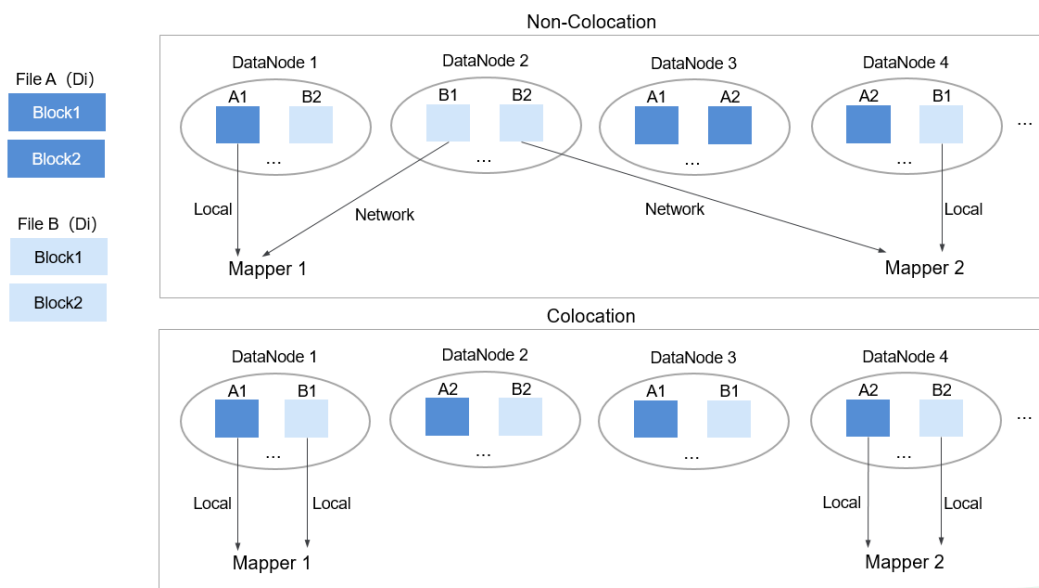 Non-Colocation
File A (Di)
Block1
Block2
File B (Di)
Block1
Block2
DataNode 1
DataNode 2
DataNode 3
DataNode 4
A1
B2
B1
B2
A1
A2
A2
B1
...
...
...
...
...
Local
Network
Network
Local
Mapper 1
Mapper 2
Colocation
DataNode 1
DataNode 2
DataNode 3
DataNode 4
A1
B1
A2
B2
A1
B1
A2
B2
...
...
...
...
...
Local
Local
Local
Local
Mapper 1
Mapper 2